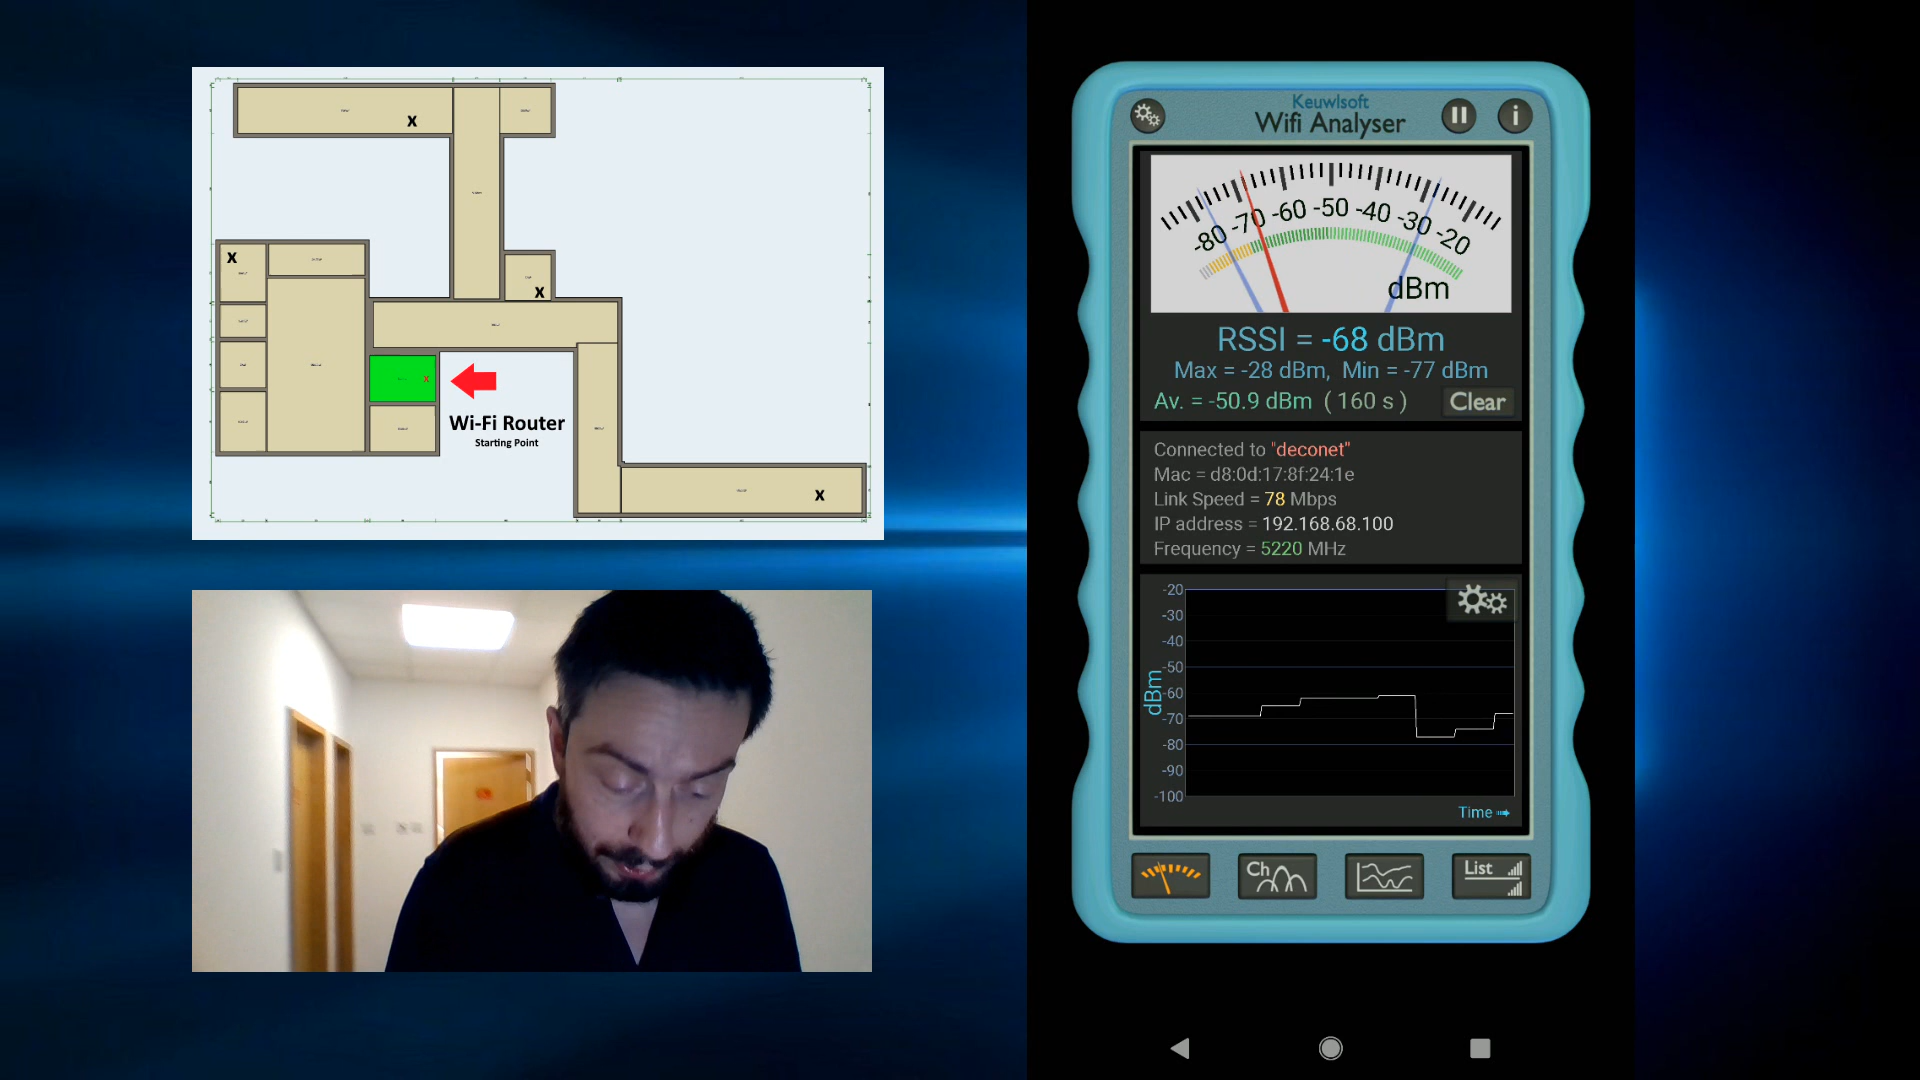 x
x
x
x
Wi-Fi Router
Starting Point
x
Keuwlsoft
Wifi Analyser
i
-80 -70 -60 -50 -40 -30 -20
dBm
RSSI = -68 dBm
Max = -28 dBm, Min = -77 dBm
Av. = -50.9 dBm ( 160 s )
Clear
Connected to "deconet"
Mac = d8:0d:17:8f:24:1e
Link Speed = 78 Mbps
IP address = 192.168.68.100
Frequency = 5220 MHz
-20
-30
-40
-50
-60
-70
-80
-90
-100
dBm
Time
Ch
List